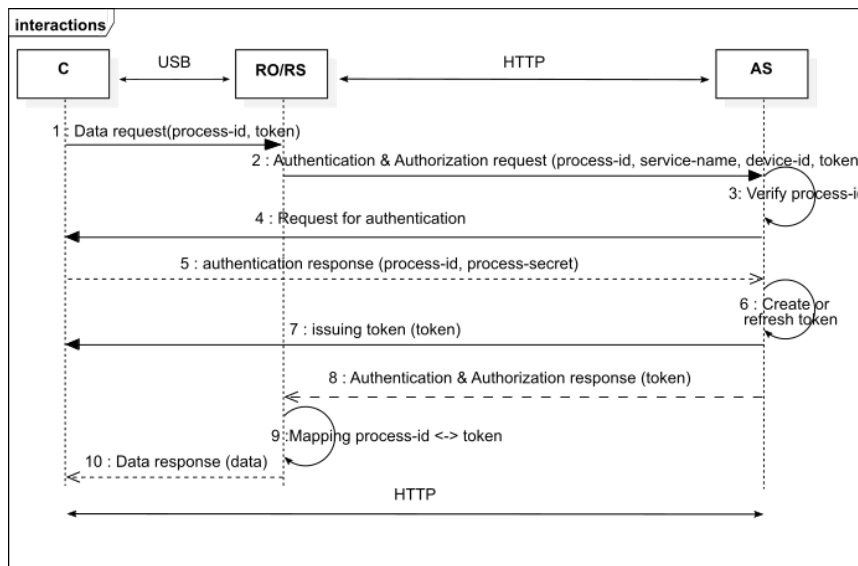 interactions
C
USB
RO/RS
HTTP
AS
1 : Data request(process-id, token)
2 : Authentication & Authorization request (process-id, service-name, device-id, token
3: Verify process-id
4 : Request for authentication
5 : authentication response (process-id, process-secret)
6 : Create or
refresh token
7 : issuing token (token)
8 : Authentication & Authorization response (token)
9 :Mapping process-id <-> token
10 : Data response (data)
HTTP